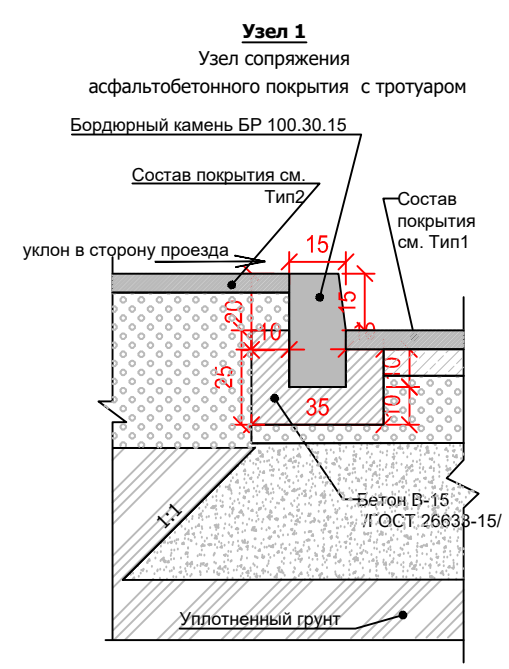 Узел 1
Узел сопряжения
асфальтобетонного покрытия с тротуаром
Бордюрный камень БР 100.30.15
Состав покрытия см.
Тип2
Состав
покрытия
см. Тип1
уклон в сторону проезда
15
15
20
10
25
35
10
10
Бетон В-15
/ГОСТ 26633-15/
1:1
Уплотненный грунт